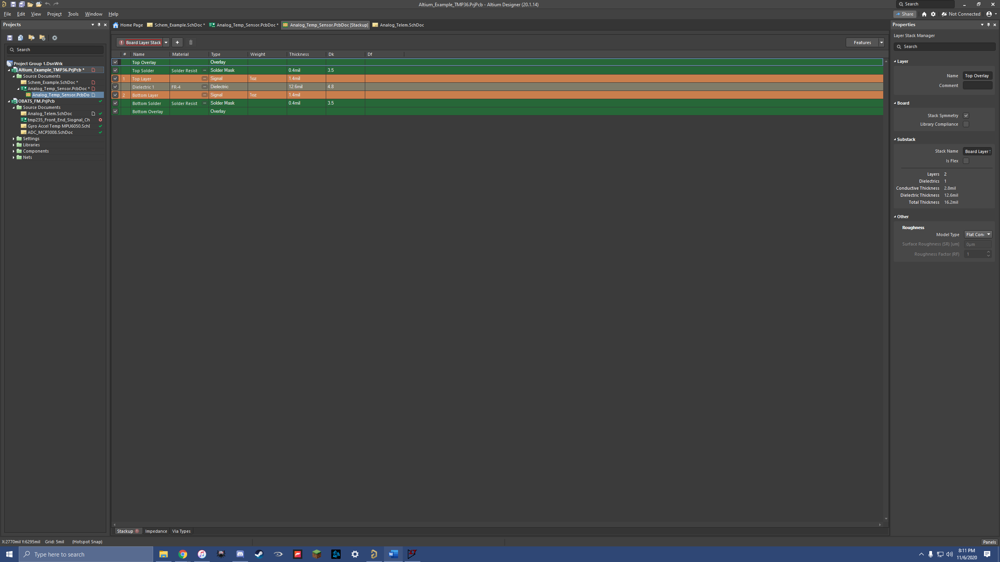 Altium_Example_TMP36.PrjPcb - Altium Designer (20.1.14)
Search
File Edit View Project Tools Window Help
Share Not Connected
Projects
Search
Project Group 1.DsnWrk
Altium_Example_TMP36.PrjPcb *
Source Documents
Schem_Example.SchDoc *
Analog_Temp_Sensor.PcbDoc *
Analog_Temp_Sensor.PcbDo
OBATS_FM.PrjPcb
Source Documents
Analog_Telem.SchDoc
tmp235_Front_End_Siognal_Ch
Gyro Accel Temp MPU6050.Sch
ADC_MCP3008.SchDoc
Settings
Libraries
Components
Nets
Home Page Schem_Example.SchDoc * Analog_Temp_Sensor.PcbDoc * Analog_Temp_Sensor.PcbDoc [Stackup] Analog_Telem.SchDoc
Board Layer Stack + Features
# Name Material Type Weight Thickness Dk Df
Top Overlay Overlay
Top Solder Solder Resist ... Solder Mask 0.4mil 3.5
1 Top Layer ... Signal 1oz 1.4mil
Dielectric 1 FR-4 ... Dielectric 12.6mil 4.8
2 Bottom Layer ... Signal 1oz 1.4mil
Bottom Solder Solder Resist ... Solder Mask 0.4mil 3.5
Bottom Overlay Overlay
Stackup Impedance Via Types
Properties
Layer Stack Manager
Search
Layer
Name Top Overlay
Comment
Board
Stack Symmetry
Library Compliance
Substack
Stack Name Board Layer
Is Flex
Layers 2
Dielectrics 1
Conductive Thickness 2.8mil
Dielectric Thickness 12.6mil
Total Thickness 16.2mil
Other
Roughness
Model Type Flat Con
Surface Roughness (SR) [um] 0µm
Roughness Factor (RF) 1
X:2770mil Y:6295mil Grid: 5mil (Hotspot Snap)
Panels
Type here to search
8:11 PM
11/6/2020